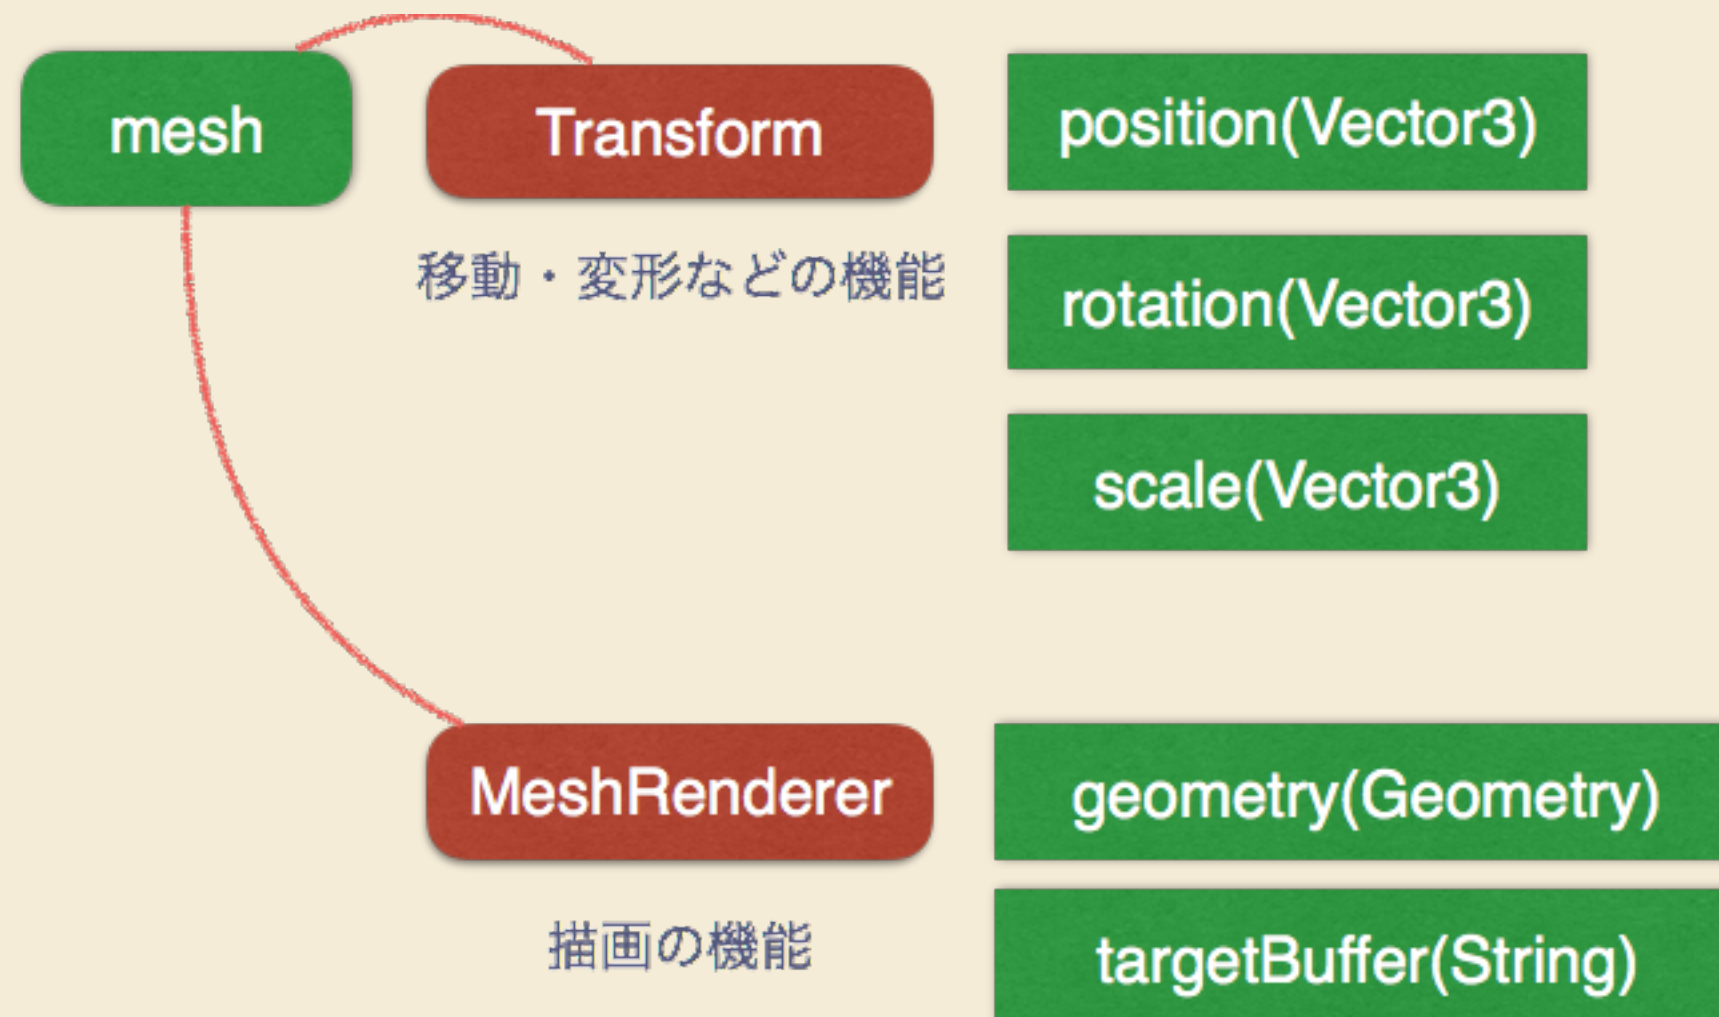 mesh
Transform
移動・変形などの機能
position(Vector3)
rotation(Vector3)
scale(Vector3)
MeshRenderer
描画の機能
geometry(Geometry)
targetBuffer(String)